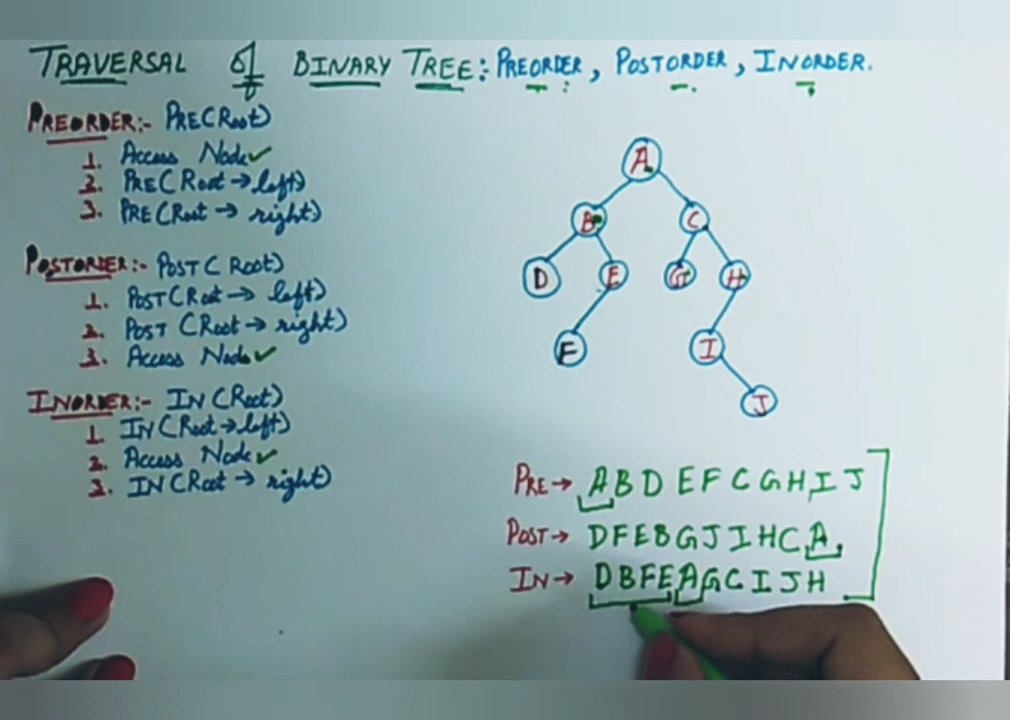 TRAVERSAL of BINARY TREE: PREORDER, POSTORDER, INORDER.
PREORDER:- PRE(Root)
1. Access Node✓
2. PRE(Root → left)
3. PRE(Root → right)
POSTORDER:- POST(Root)
1. POST(Root → left)
2. POST(Root → right)
3. Access Node✓
INORDER:- IN(Root)
1. IN(Root → left)
2. Access Node✓
3. IN(Root → right)
A
B C
D E G H
F I
J
PRE → A B D E F C G H I J
POST → D F E B G J I H C A
IN → D B F E A G C I J H